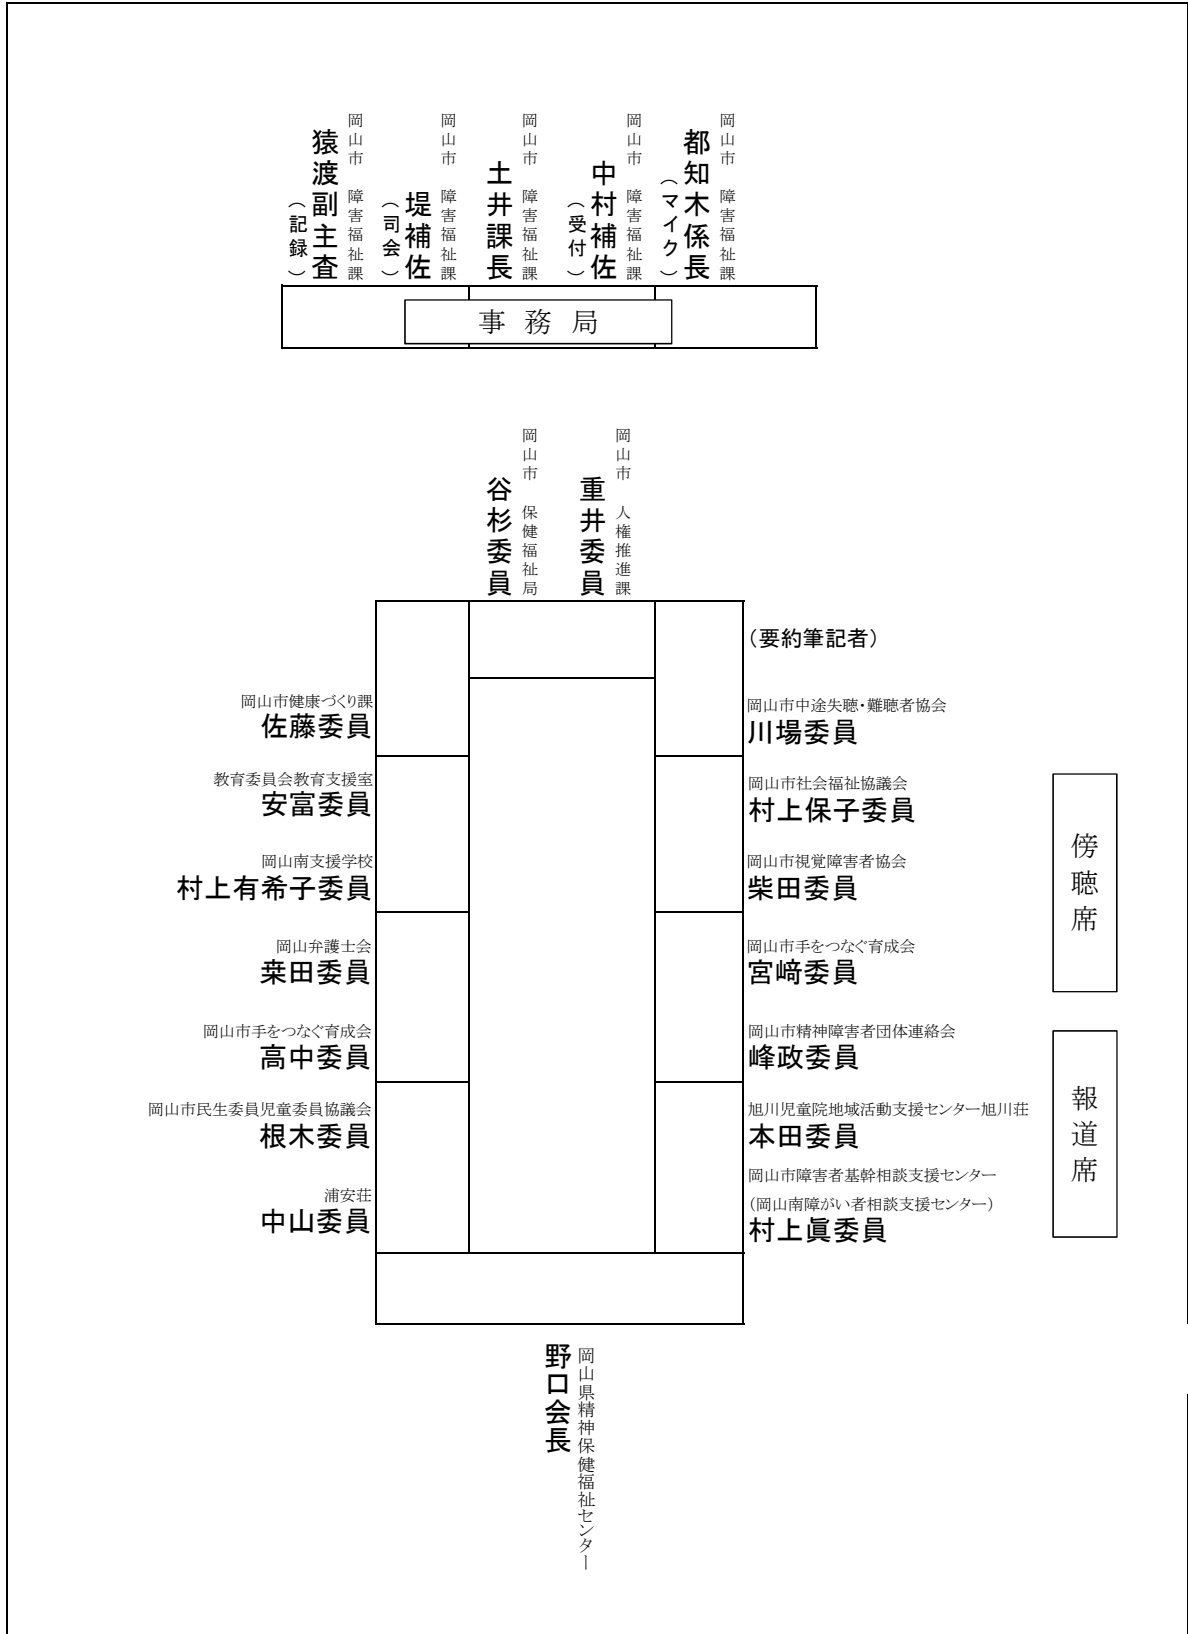 岡山市 障害福祉課
都知木係長
（マイク）
岡山市 障害福祉課
中村補佐
（受付）
岡山市 障害福祉課
土井課長
岡山市 障害福祉課
堤補佐
（司会）
岡山市 障害福祉課
猿渡副主査
（記録）
事務局
岡山市 人権推進課
重井委員
岡山市 保健福祉局
谷杉委員
（要約筆記者）
岡山市健康づくり課
佐藤委員
教育委員会教育支援室
安富委員
岡山南支援学校
村上有希子委員
岡山弁護士会
桒田委員
岡山市手をつなぐ育成会
高中委員
岡山市民生委員児童委員協議会
根木委員
浦安荘
中山委員
岡山市中途失聴・難聴者協会
川場委員
岡山市社会福祉協議会
村上保子委員
岡山市視覚障害者協会
柴田委員
岡山市手をつなぐ育成会
宮﨑委員
岡山市精神障害者団体連絡会
峰政委員
旭川児童院地域活動支援センター旭川荘
本田委員
岡山市障害者基幹相談支援センター
（岡山南障がい者相談支援センター）
村上眞委員
傍聴席
報道席
岡山県精神保健福祉センター
野口会長